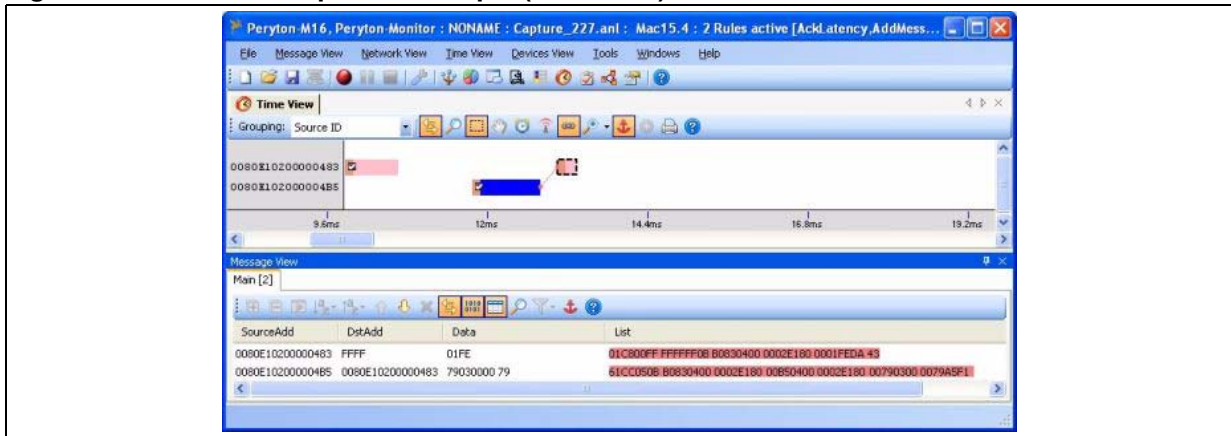 Peryton-M16, Peryton-Monitor : NONAME : Capture_227.anl : Mac15.4 : 2 Rules active [AckLatency,AddMess...
File Message View Network View Time View Devices View Tools Windows Help
Time View
Grouping: Source ID
0080E10200000483
0080E102000004B5
9.6ms 12ms 14.4ms 16.8ms 19.2ms
Message View
Main [2]
SourceAdd DstAdd Data List
0080E10200000483 FFFF 01FE 01C800FF FFFFFF08 B0830400 0002E180 0001FEDA 43
0080E102000004B5 0080E10200000483 79030000 79 61CC050B B0830400 0002E180 00B50400 0002E180 00790300 0079A5F1